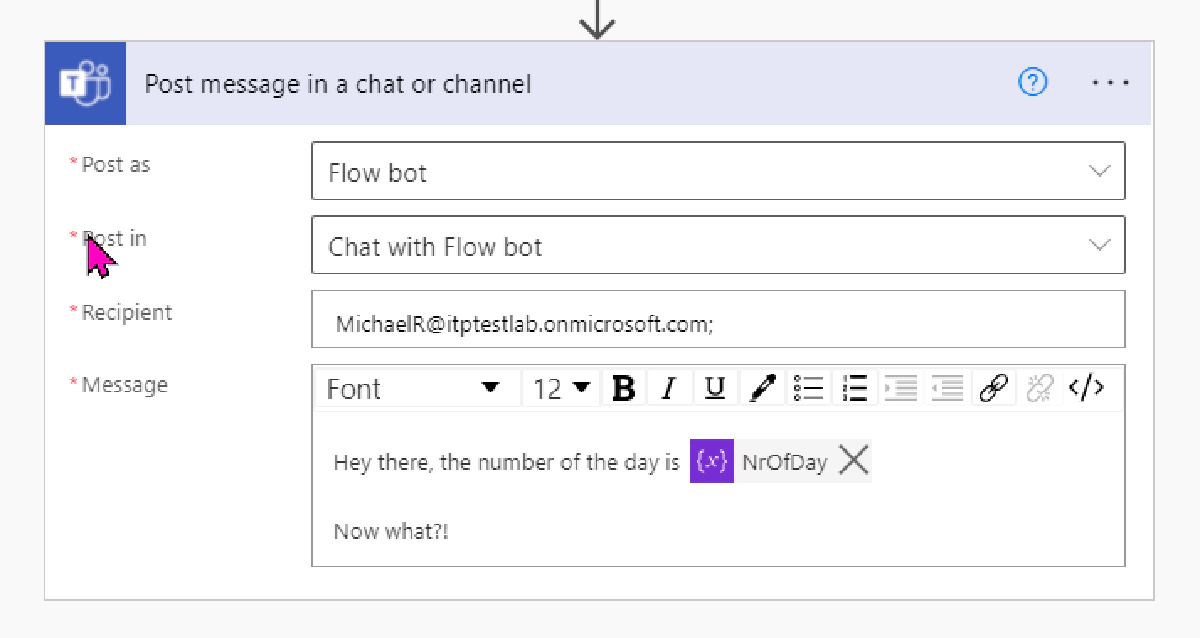 T
Post message in a chat or channel
?
...
* Post as
Flow bot
* Post in
Chat with Flow bot
* Recipient
MichaelR@itptestlab.onmicrosoft.com;
* Message
Font 12 B I U </>
Hey there, the number of the day is {x} NrOfDay
Now what?!